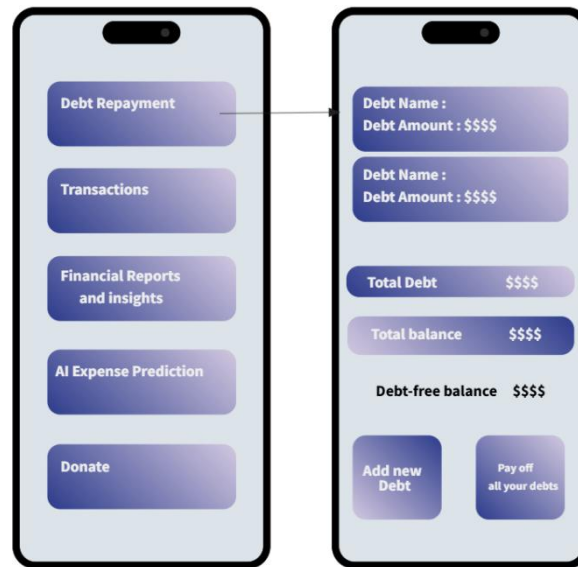 Debt Repayment
Transactions
Financial Reports
and insights
AI Expense Prediction
Donate
Debt Name :
Debt Amount : $$$$
Debt Name :
Debt Amount : $$$$
Total Debt $$$$
Total balance $$$$
Debt-free balance $$$$
Add new
Debt
Pay off
all your debts